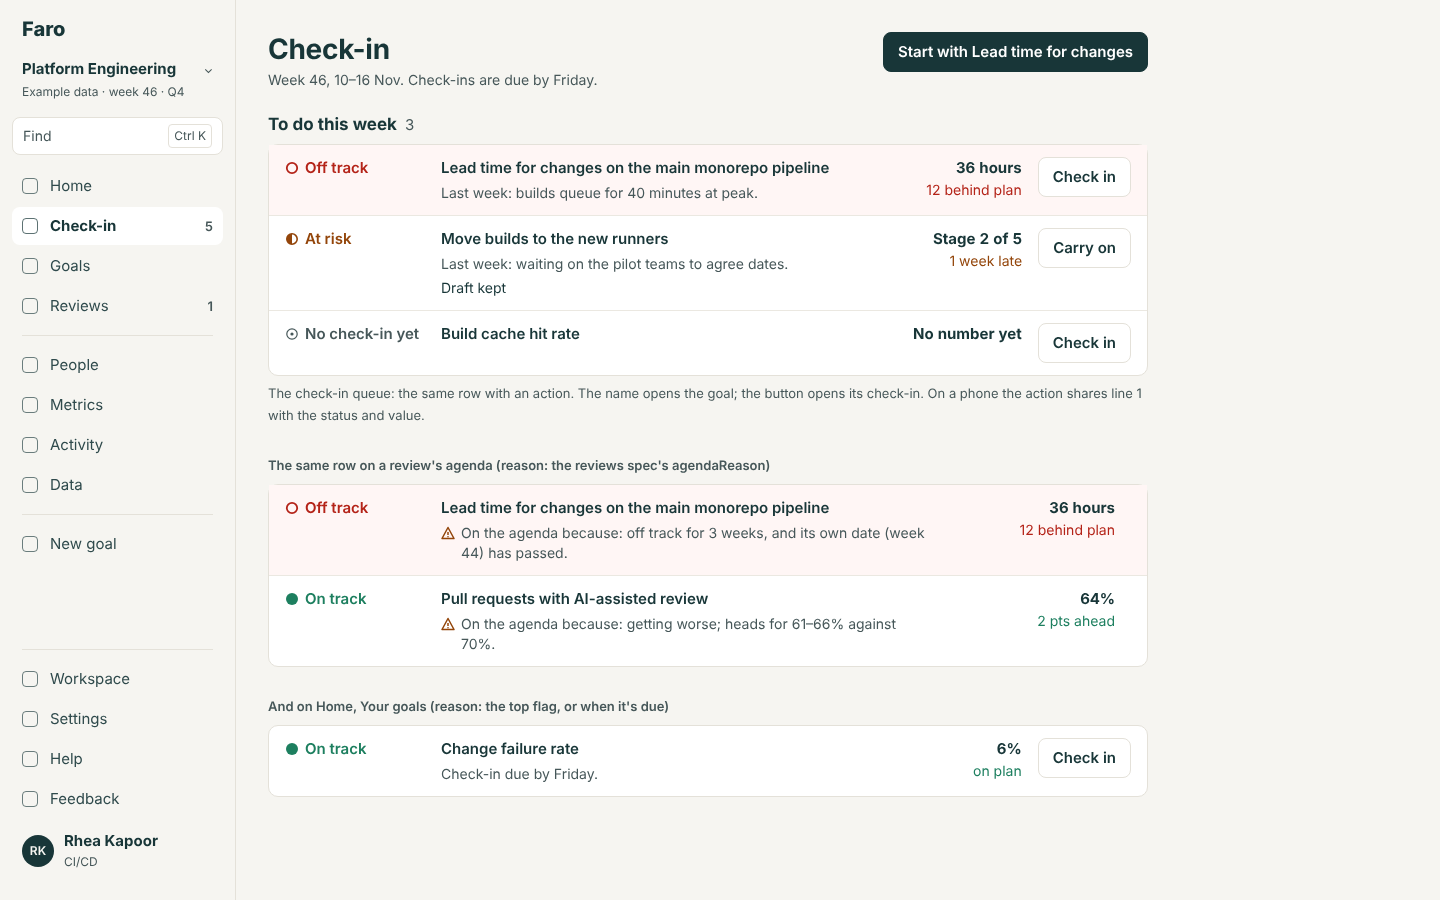 Faro
Platform Engineering
Example data · week 46 · Q4
Find
Ctrl K
Home
Check-in
5
Goals
Reviews
1
People
Metrics
Activity
Data
New goal
Workspace
Settings
Help
Feedback
RK
Rhea Kapoor
CI/CD
Check-in
Week 46, 10–16 Nov. Check-ins are due by Friday.
Start with Lead time for changes
To do this week 3
Off track
Lead time for changes on the main monorepo pipeline
Last week: builds queue for 40 minutes at peak.
36 hours
12 behind plan
Check in
At risk
Move builds to the new runners
Last week: waiting on the pilot teams to agree dates.
Draft kept
Stage 2 of 5
1 week late
Carry on
No check-in yet
Build cache hit rate
No number yet
Check in
The check-in queue: the same row with an action. The name opens the goal; the button opens its check-in. On a phone the action shares line 1
with the status and value.
The same row on a review's agenda (reason: the reviews spec's agendaReason)
Off track
Lead time for changes on the main monorepo pipeline
On the agenda because: off track for 3 weeks, and its own date (week
44) has passed.
36 hours
12 behind plan
On track
Pull requests with AI-assisted review
On the agenda because: getting worse; heads for 61–66% against
70%.
64%
2 pts ahead
And on Home, Your goals (reason: the top flag, or when it's due)
On track
Change failure rate
Check-in due by Friday.
6%
on plan
Check in